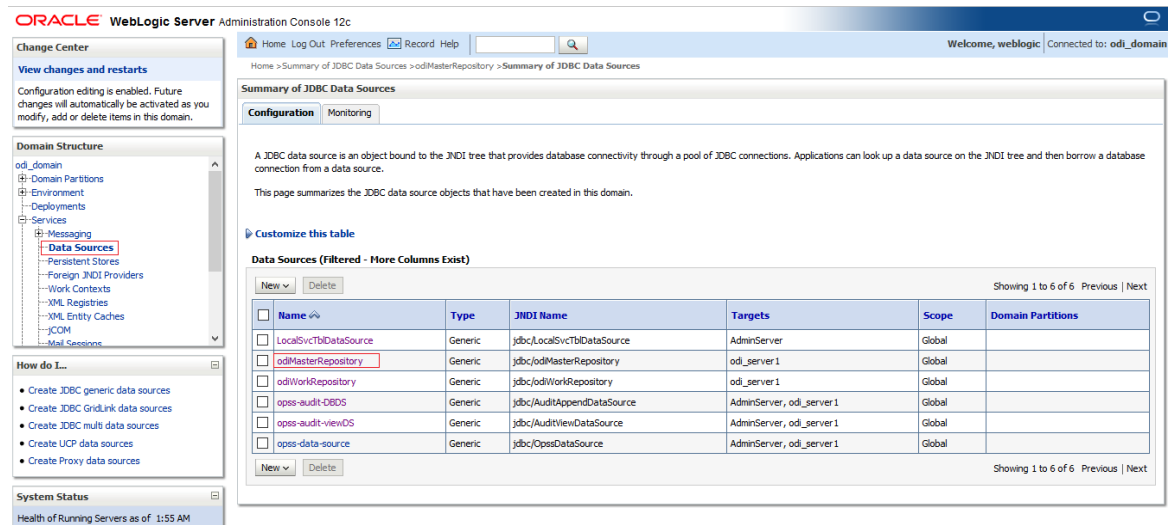 ORACLE WebLogic Server Administration Console 12c
Change Center
View changes and restarts
Configuration editing is enabled. Future
changes will automatically be activated as you
modify, add or delete items in this domain.
Domain Structure
odi_domain
Domain Partitions
Environment
Deployments
Services
Messaging
Data Sources
Persistent Stores
Foreign JNDI Providers
Work Contexts
XML Registries
XML Entity Caches
jCOM
Mail Sessions
How do I...
Create JDBC generic data sources
Create JDBC GridLink data sources
Create JDBC multi data sources
Create UCP data sources
Create Proxy data sources
System Status
Health of Running Servers as of 1:55 AM
Home Log Out Preferences Record Help
Welcome, weblogic Connected to: odi_domain
Home >Summary of JDBC Data Sources >odiMasterRepository >Summary of JDBC Data Sources
Summary of JDBC Data Sources
Configuration Monitoring
A JDBC data source is an object bound to the JNDI tree that provides database connectivity through a pool of JDBC connections. Applications can look up a data source on the JNDI tree and then borrow a database
connection from a data source.
This page summarizes the JDBC data source objects that have been created in this domain.
Customize this table
Data Sources (Filtered - More Columns Exist)
New Delete Showing 1 to 6 of 6 Previous | Next
Name Type JNDI Name Targets Scope Domain Partitions
LocalSvcTblDataSource Generic jdbc/LocalSvcTblDataSource AdminServer Global
odiMasterRepository Generic jdbc/odiMasterRepository odi_server1 Global
odiWorkRepository Generic jdbc/odiWorkRepository odi_server1 Global
opss-audit-DBDS Generic jdbc/AuditAppendDataSource AdminServer, odi_server1 Global
opss-audit-viewDS Generic jdbc/AuditViewDataSource AdminServer, odi_server1 Global
opss-data-source Generic jdbc/OpssDataSource AdminServer, odi_server1 Global
New Delete Showing 1 to 6 of 6 Previous | Next